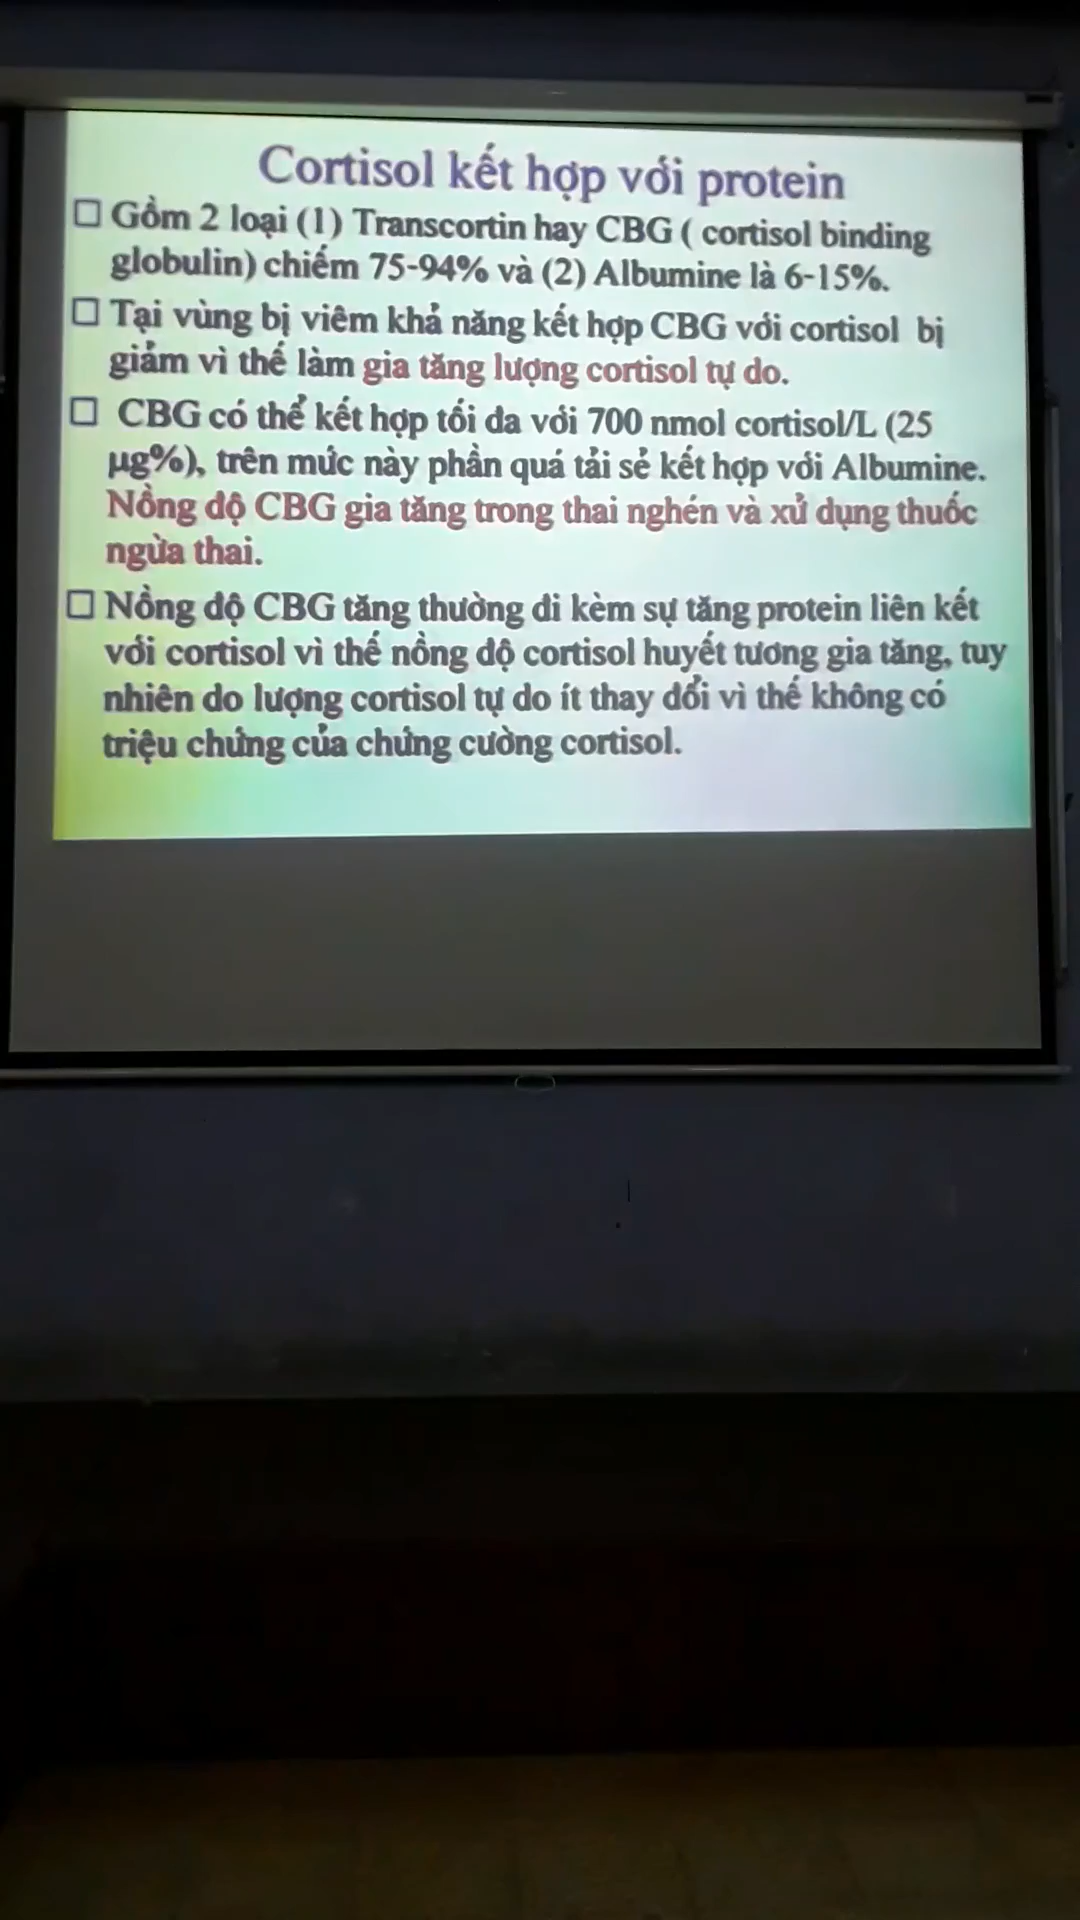 Cortisol kết hợp với protein
□ Gồm 2 loại (1) Transcortin hay CBG ( cortisol binding
globulin) chiếm 75-94% và (2) Albumine là 6-15%.
□ Tại vùng bị viêm khả năng kết hợp CBG với cortisol bị
giảm vì thế làm gia tăng lượng cortisol tự do.
□ CBG có thể kết hợp tối đa với 700 nmol cortisol/L (25
µg%), trên mức này phần quá tải sẻ kết hợp với Albumine.
Nồng độ CBG gia tăng trong thai nghén và xử dụng thuốc
ngừa thai.
□ Nồng độ CBG tăng thường đi kèm sự tăng protein liên kết
với cortisol vì thế nồng độ cortisol huyết tương gia tăng, tuy
nhiên do lượng cortisol tự do ít thay đổi vì thế không có
triệu chứng của chứng cường cortisol.